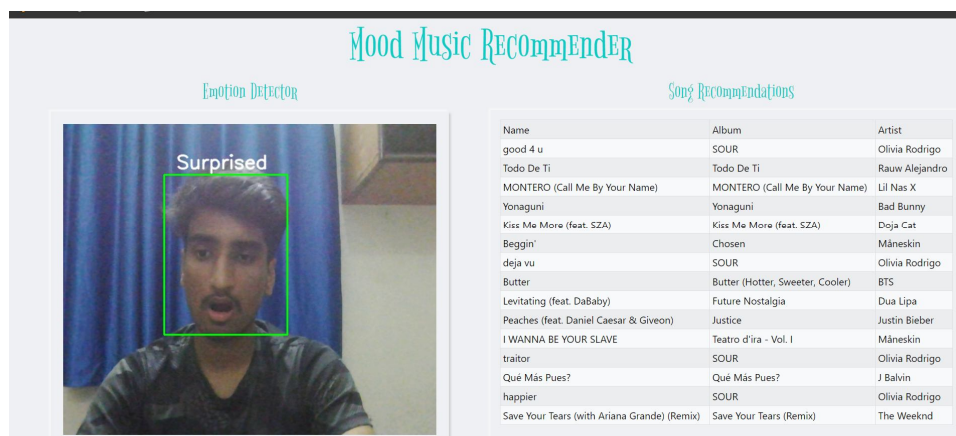 Mood Music Recommender
Emotion Detector
Song Recommendations
Surprised
Name Album Artist
good 4 u SOUR Olivia Rodrigo
Todo De Ti Todo De Ti Rauw Alejandro
MONTERO (Call Me By Your Name) MONTERO (Call Me By Your Name) Lil Nas X
Yonaguni Yonaguni Bad Bunny
Kiss Me More (feat. SZA) Kiss Me More (feat. SZA) Doja Cat
Beggin' Chosen Måneskin
deja vu SOUR Olivia Rodrigo
Butter Butter (Hotter, Sweeter, Cooler) BTS
Levitating (feat. DaBaby) Future Nostalgia Dua Lipa
Peaches (feat. Daniel Caesar & Giveon) Justice Justin Bieber
I WANNA BE YOUR SLAVE Teatro d'ira - Vol. I Måneskin
traitor SOUR Olivia Rodrigo
Qué Más Pues? Qué Más Pues? J Balvin
happier SOUR Olivia Rodrigo
Save Your Tears (with Ariana Grande) (Remix) Save Your Tears (Remix) The Weeknd